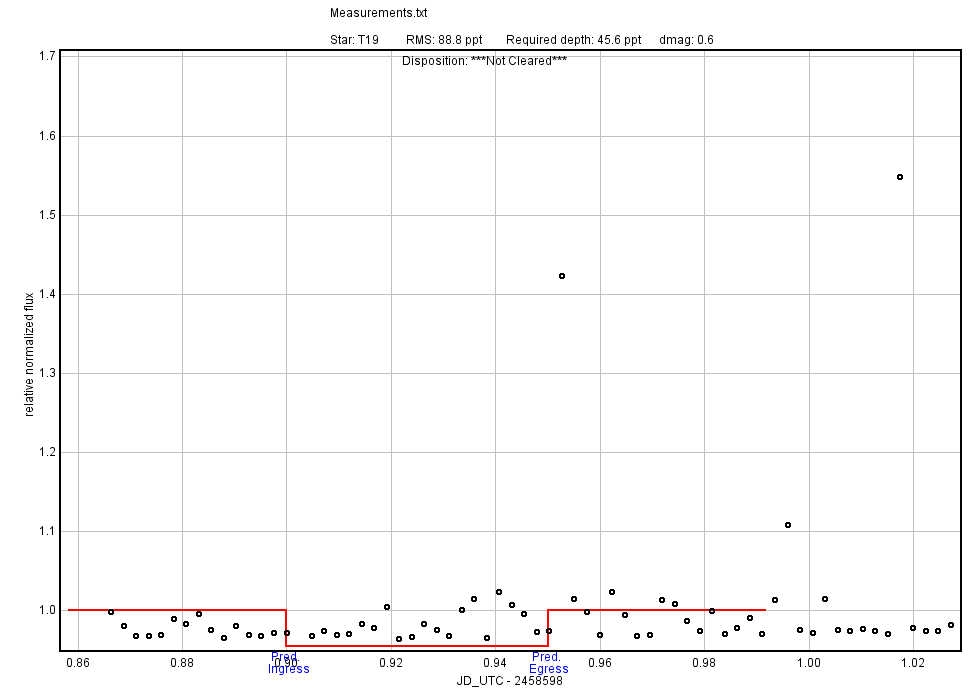 Measurements.txt
Star: T19 RMS: 88.8 ppt Required depth: 45.6 ppt dmag: 0.6
Disposition: ***Not Cleared***
1.7
1.6
1.5
1.4
1.3
1.2
1.1
1.0
relative normalized flux
0.86 0.88 0.90 0.92 0.94 0.96 0.98 1.00 1.02
Pred Pred
Ingress Egress
JD_UTC - 2458598